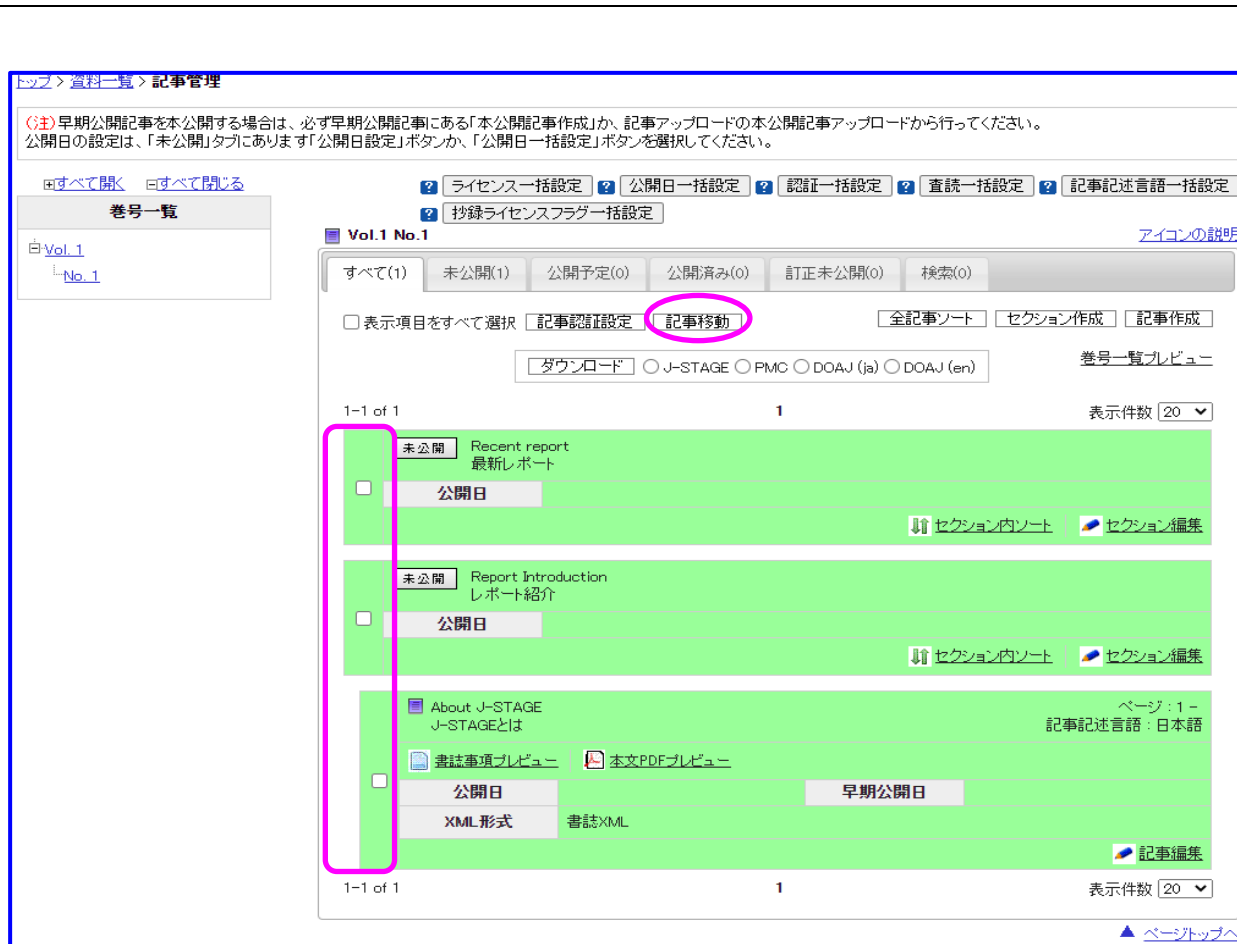 トップ > 資料一覧 > 記事管理
(注)早期公開記事を本公開する場合は、必ず早期公開記事にある「本公開記事作成」か、記事アップロードの本公開記事アップロードから行ってください。
公開日の設定は、「未公開」タブにあります「公開日設定」ボタンか、「公開日一括設定」ボタンを選択してください。
すべて開く すべて閉じる
巻号一覧
Vol. 1
No. 1
? ライセンス一括設定 ? 公開日一括設定 ? 認証一括設定 ? 査読一括設定 ? 記事記述言語一括設定
? 抄録ライセンスフラグ一括設定
Vol.1 No.1 アイコンの説明
すべて(1) 未公開(1) 公開予定(0) 公開済み(0) 訂正未公開(0) 検索(0)
表示項目をすべて選択 記事認証設定 記事移動 全記事ソート セクション作成 記事作成
ダウンロード J-STAGE PMC DOAJ (ja) DOAJ (en) 巻号一覧プレビュー
1-1 of 1 1 表示件数 20
未公開 Recent report
最新レポート
公開日
セクション内ソート セクション編集
未公開 Report Introduction
レポート紹介
公開日
セクション内ソート セクション編集
About J-STAGE ページ : 1 -
J-STAGEとは 記事記述言語 : 日本語
書誌事項プレビュー 本文PDFプレビュー
公開日 早期公開日
XML形式 書誌XML
記事編集
1-1 of 1 1 表示件数 20
▲ ページトップへ